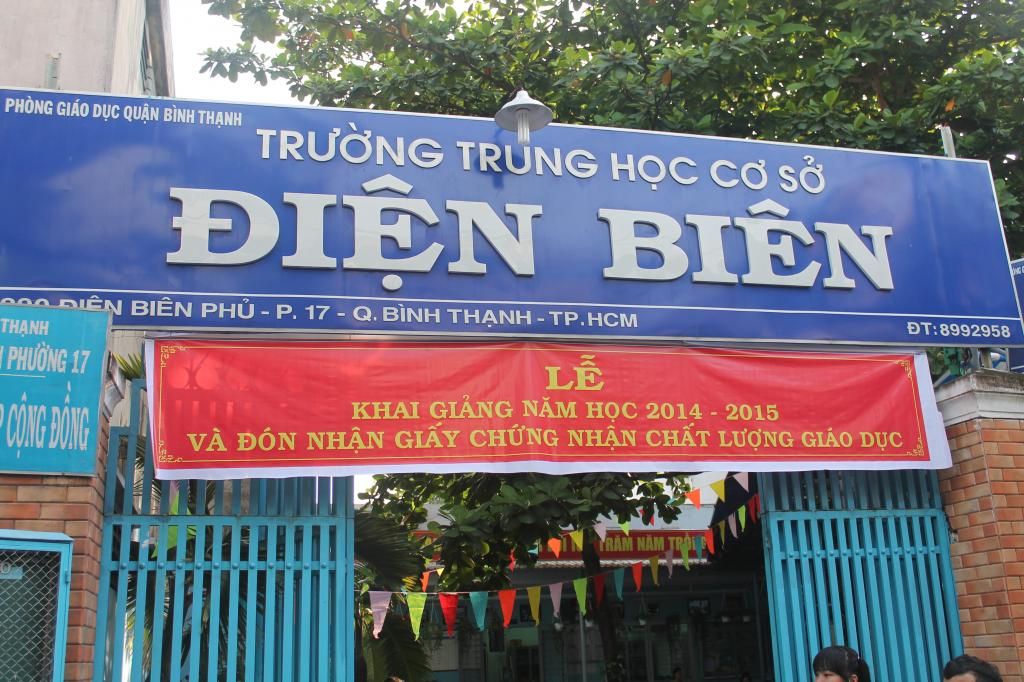 PHÒNG GIÁO DỤC QUẬN BÌNH THẠNH
TRƯỜNG TRUNG HỌC CƠ SỞ
ĐIỆN BIÊN
ĐIỆN BIÊN PHỦ - P. 17 - Q. BÌNH THẠNH - TP.HCM
ĐT: 8992958
THẠNH
PHƯỜNG 17
CỘNG ĐỒNG
LỄ
KHAI GIẢNG NĂM HỌC 2014 - 2015
VÀ ĐÓN NHẬN GIẤY CHỨNG NHẬN CHẤT LƯỢNG GIÁO DỤC
TRĂM NĂM TRỒNG